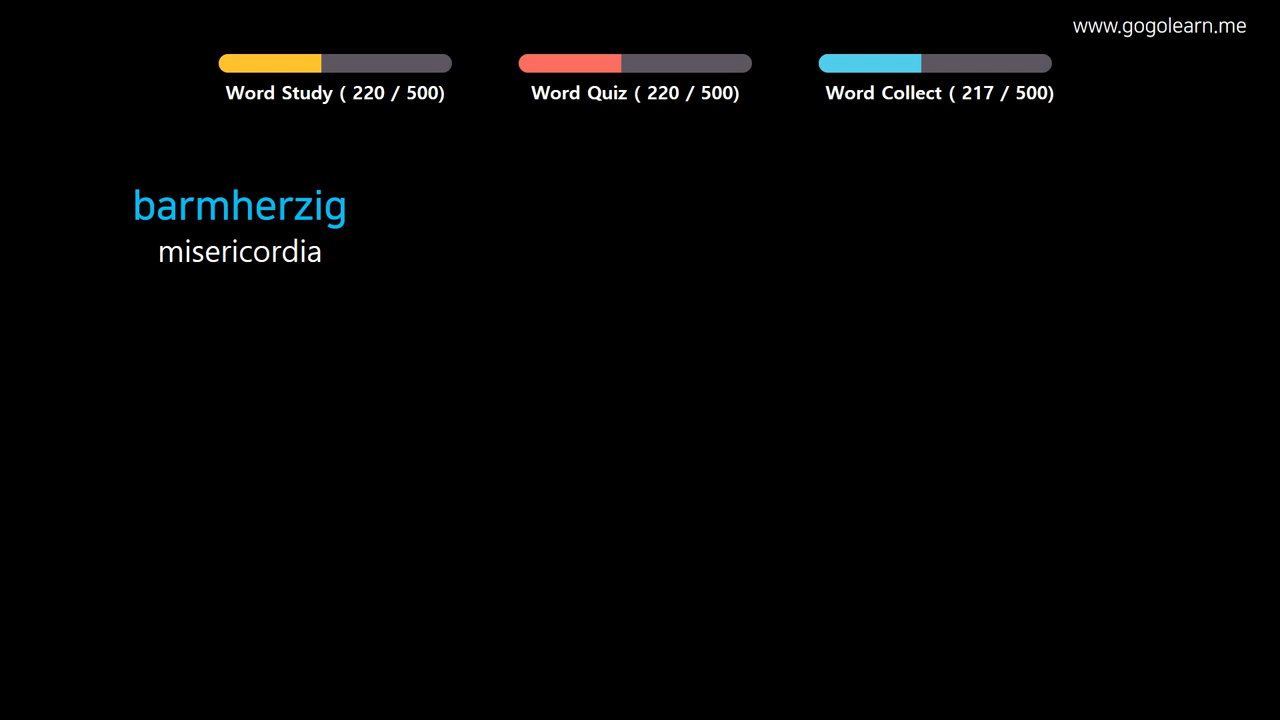 www.gogolearn.me
Word Study ( 220 / 500)
Word Quiz ( 220 / 500)
Word Collect ( 217 / 500)
barmherzig
misericordia